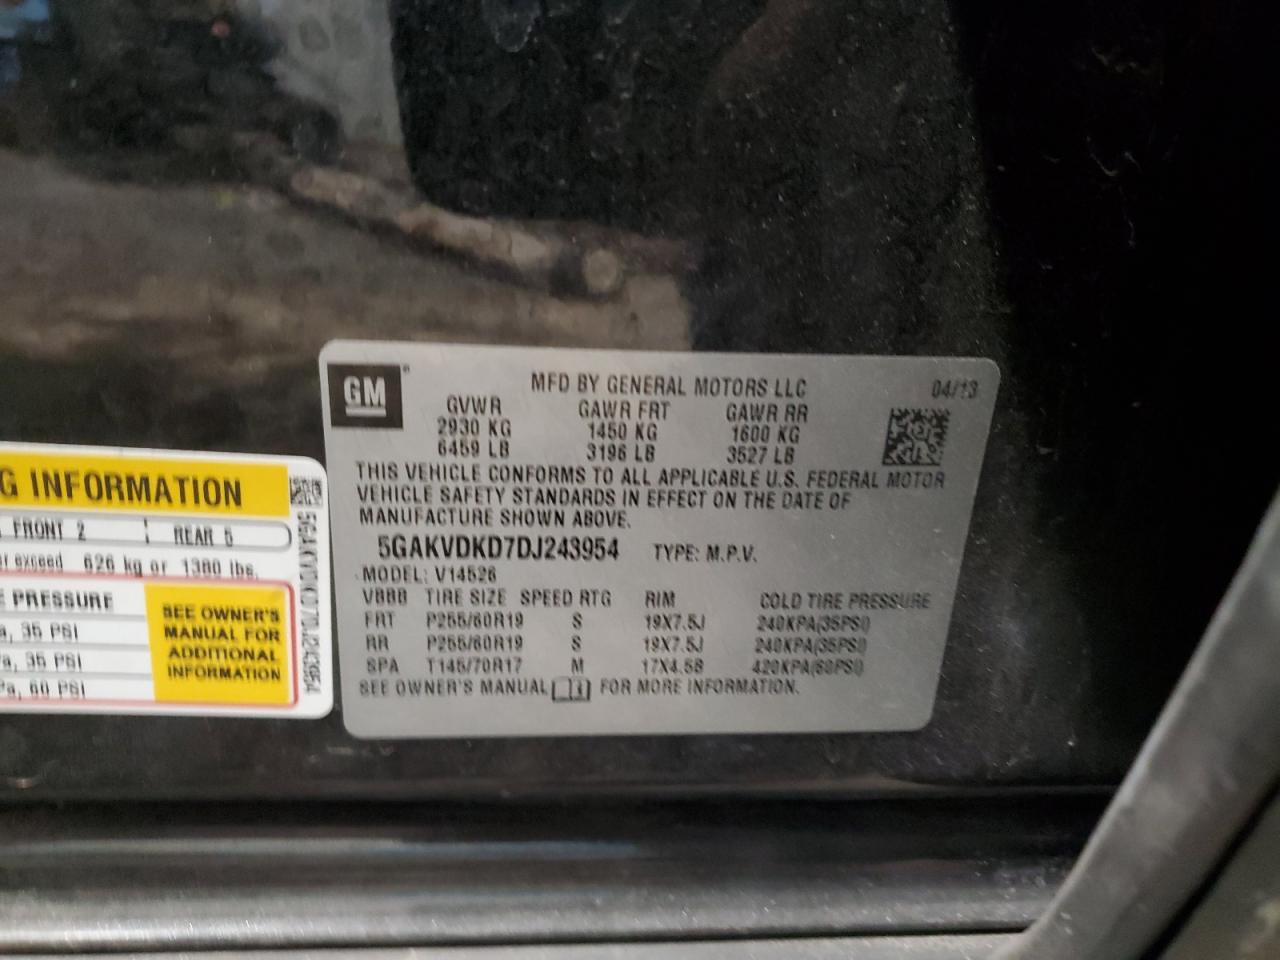 GM
MFD BY GENERAL MOTORS LLC 04/13
GVWR GAWR FRT GAWR RR
2930 KG 1450 KG 1600 KG
6459 LB 3196 LB 3527 LB
THIS VEHICLE CONFORMS TO ALL APPLICABLE U.S. FEDERAL MOTOR
VEHICLE SAFETY STANDARDS IN EFFECT ON THE DATE OF
MANUFACTURE SHOWN ABOVE.
5GAKVDKD7DJ243954 TYPE: M.P.V.
MODEL: V14526
VBBB TIRE SIZE SPEED RTG RIM COLD TIRE PRESSURE
FRT P255/60R19 S 19X7.5J 240KPA(35PSI)
RR P255/60R19 S 19X7.5J 240KPA(35PSI)
SPA T145/70R17 M 17X4.5B 420KPA(60PSI)
SEE OWNER'S MANUAL FOR MORE INFORMATION.
G INFORMATION
FRONT 2 REAR 5
exceed 626 kg or 1380 lbs.
PRESSURE
a, 35 PSI
a, 35 PSI
Pa, 60 PSI
SEE OWNER'S
MANUAL FOR
ADDITIONAL
INFORMATION
5GAKVDKD7DJ243954